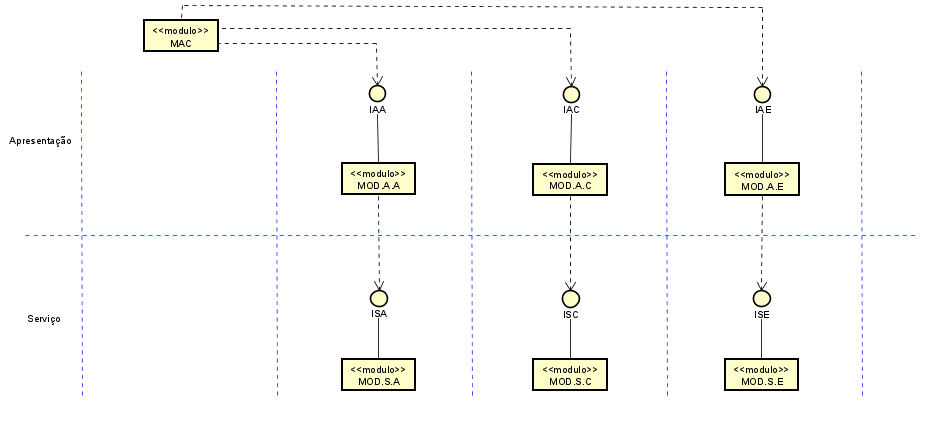 <<modulo>>
MAC
IAA
IAC
IAE
Apresentação
<<modulo>>
MOD.A.A
<<modulo>>
MOD.A.C
<<modulo>>
MOD.A.E
ISA
ISC
ISE
Serviço
<<modulo>>
MOD.S.A
<<modulo>>
MOD.S.C
<<modulo>>
MOD.S.E